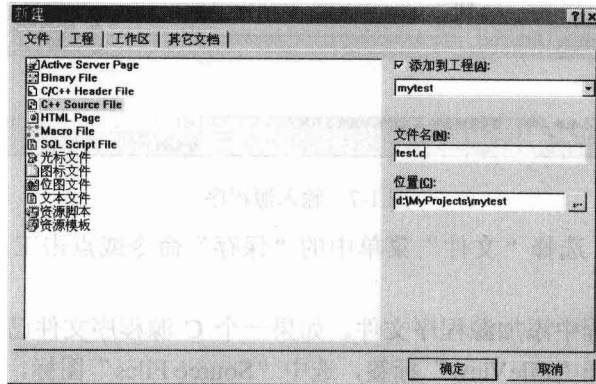 新建
文件 工程 工作区 其它文档
Active Server Page
Binary File
C/C++ Header File
C++ Source File
HTML Page
Macro File
SQL Script File
光标文件
图标文件
位图文件
文本文件
资源脚本
资源模板
添加到工程(A):
mytest
文件名(N):
test.c
位置(C):
d:\MyProjects\mytest
...
确定 取消